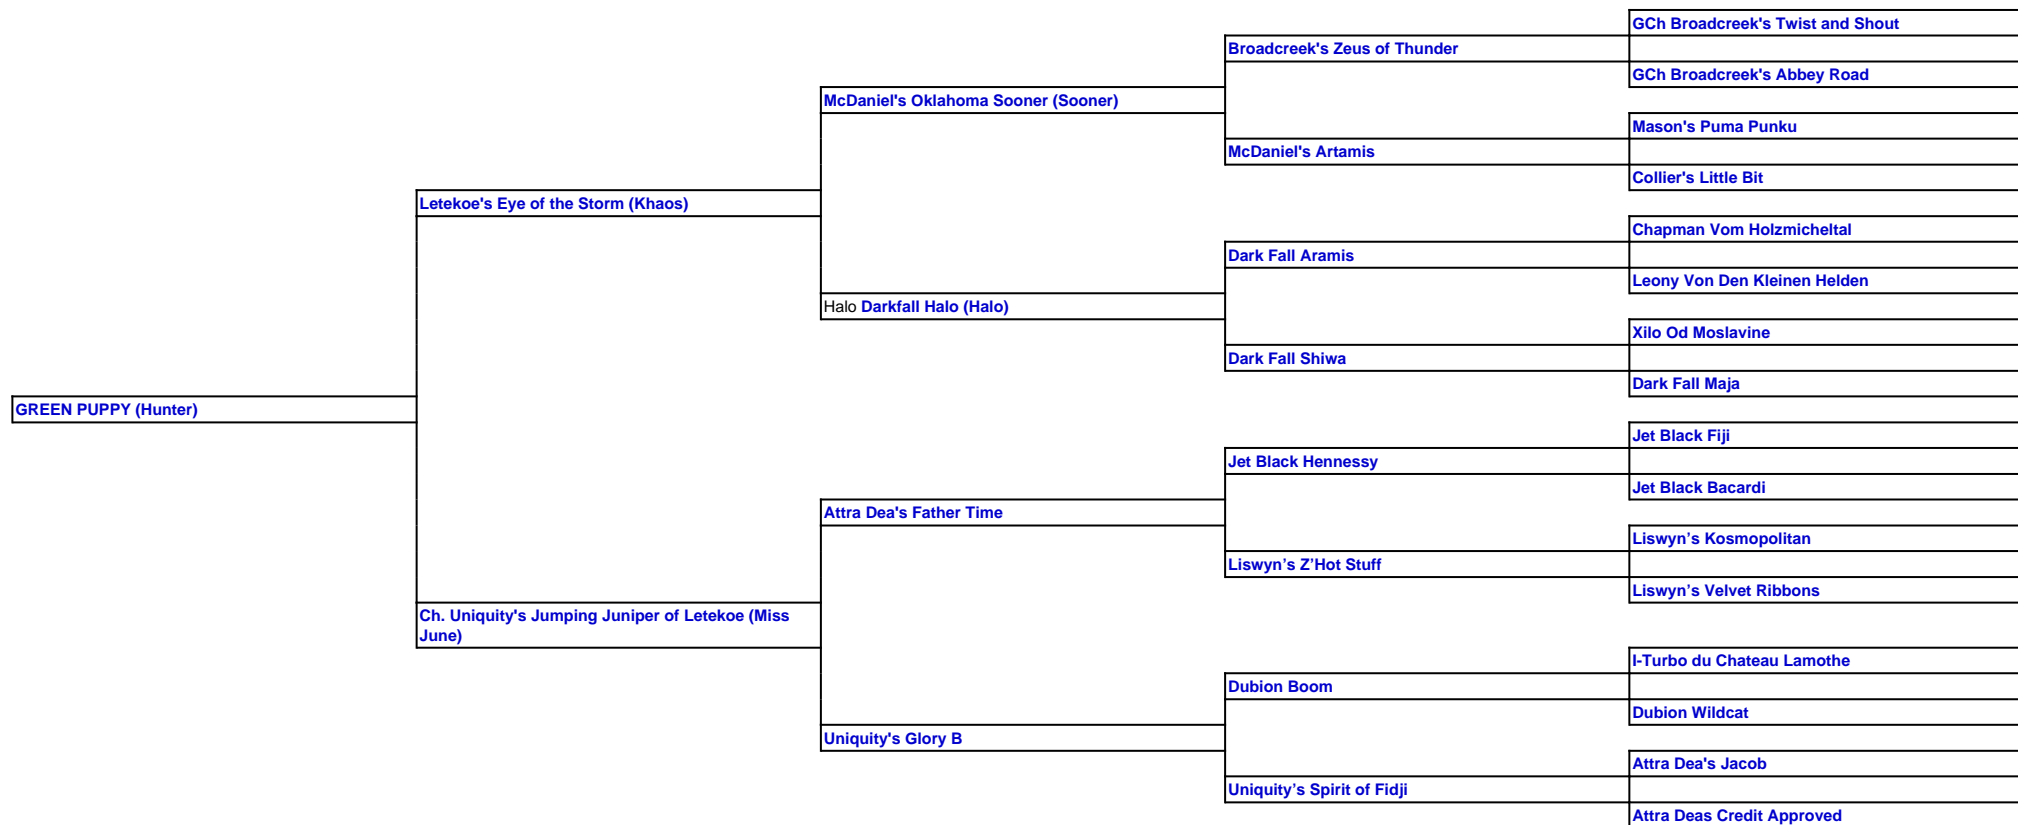 GCh Broadcreek's Twist and Shout
Broadcreek's Zeus of Thunder
GCh Broadcreek's Abbey Road
McDaniel's Oklahoma Sooner (Sooner)
Mason's Puma Punku
McDaniel's Artamis
Collier's Little Bit
Letekoe's Eye of the Storm (Khaos)
Chapman Vom Holzmicheltal
Dark Fall Aramis
Leony Von Den Kleinen Helden
Halo Darkfall Halo (Halo)
Xilo Od Moslavine
Dark Fall Shiwa
Dark Fall Maja
GREEN PUPPY (Hunter)
Jet Black Fiji
Jet Black Hennessy
Jet Black Bacardi
Attra Dea's Father Time
Liswyn’s Kosmopolitan
Liswyn’s Z’Hot Stuff
Liswyn’s Velvet Ribbons
Ch. Uniquity's Jumping Juniper of Letekoe (Miss
June)
I-Turbo du Chateau Lamothe
Dubion Boom
Dubion Wildcat
Uniquity's Glory B
Attra Dea's Jacob
Uniquity’s Spirit of Fidji
Attra Deas Credit Approved